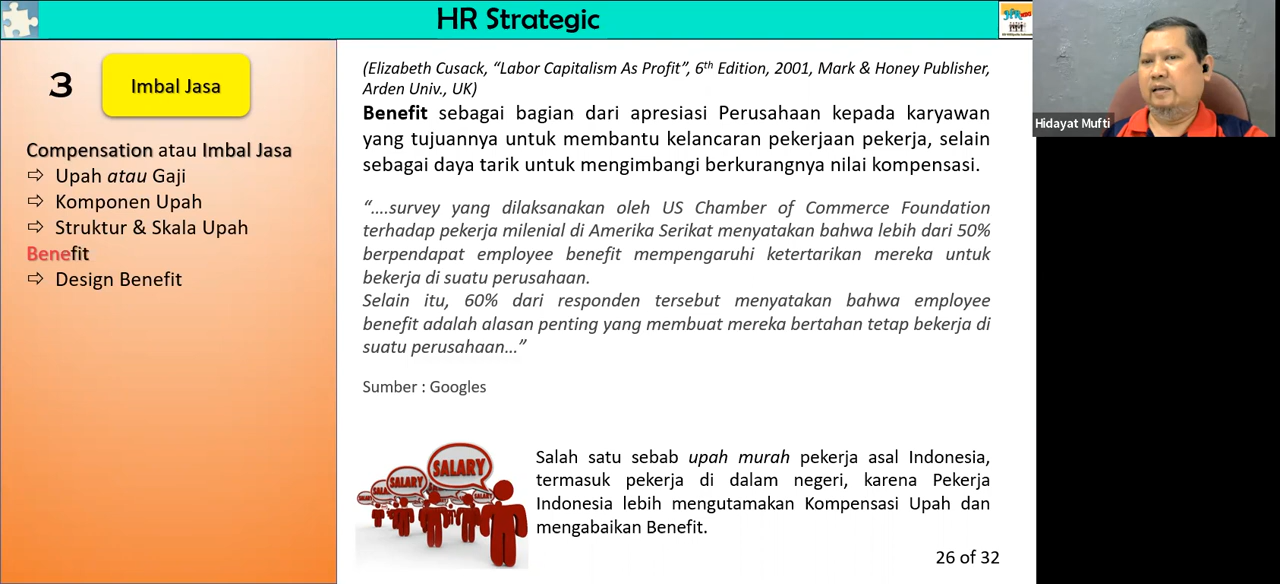 HR Strategic
3
Imbal Jasa
Compensation atau Imbal Jasa
⇨ Upah atau Gaji
⇨ Komponen Upah
⇨ Struktur & Skala Upah
Benefit
⇨ Design Benefit
(Elizabeth Cusack, “Labor Capitalism As Profit”, 6th Edition, 2001, Mark & Honey Publisher,
Arden Univ., UK)
Benefit sebagai bagian dari apresiasi Perusahaan kepada karyawan
yang tujuannya untuk membantu kelancaran pekerjaan pekerja, selain
sebagai daya tarik untuk mengimbangi berkurangnya nilai kompensasi.
“....survey yang dilaksanakan oleh US Chamber of Commerce Foundation
terhadap pekerja milenial di Amerika Serikat menyatakan bahwa lebih dari 50%
berpendapat employee benefit mempengaruhi ketertarikan mereka untuk
bekerja di suatu perusahaan.
Selain itu, 60% dari responden tersebut menyatakan bahwa employee
benefit adalah alasan penting yang membuat mereka bertahan tetap bekerja di
suatu perusahaan…”
Sumber : Googles
SALARY
SALARY
SALARY
SALARY
Salah satu sebab upah murah pekerja asal Indonesia,
termasuk pekerja di dalam negeri, karena Pekerja
Indonesia lebih mengutamakan Kompensasi Upah dan
mengabaikan Benefit.
26 of 32
Hidayat Mufti